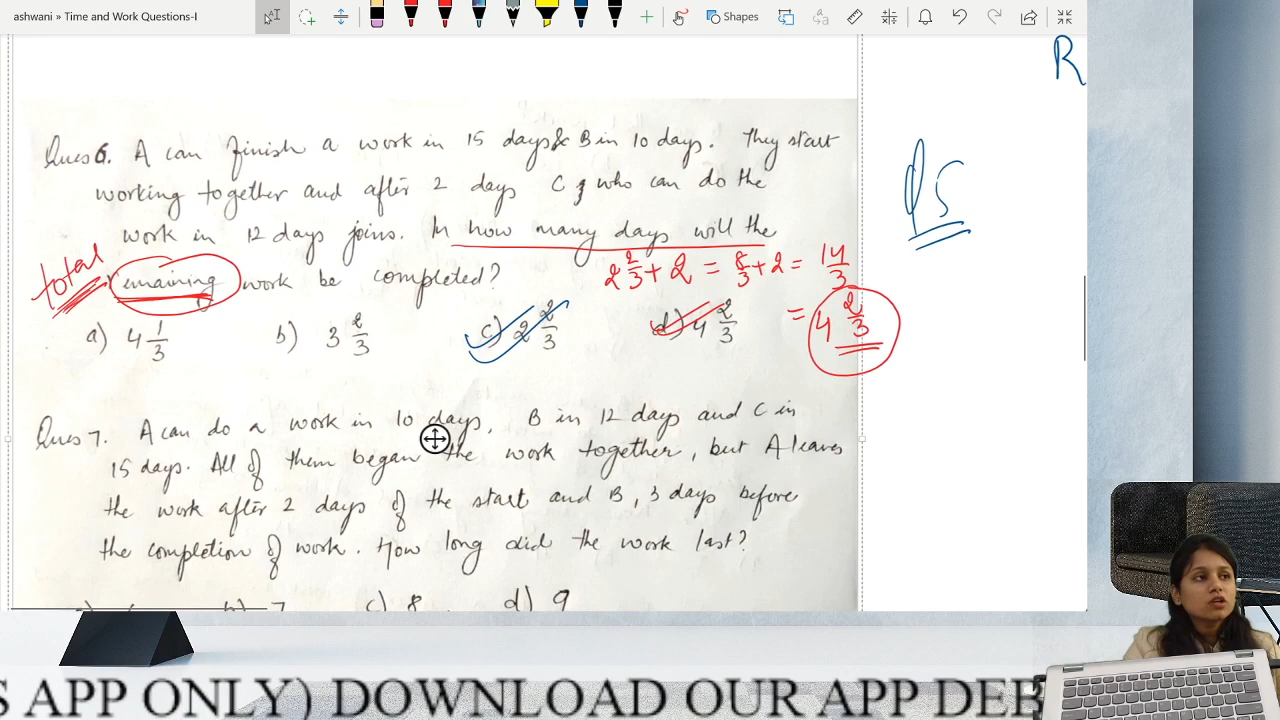 ashwani » Time and Work Questions-I
Shapes
R
Ques 6. A can finish a work in 15 days & B in 10 days. They start
working together and after 2 days C, who can do the
work in 12 days joins. In how many days will the
total
remaining work be completed?
2 2/3 + 2 = 8/3 + 2 = 14/3
= 4 2/3
a) 4 1/3 b) 3 2/3 c) 2 2/3 d) 4 2/3
Ques 7. A can do a work in 10 days, B in 12 days and C in
15 days. All of them began the work together, but A leaves
the work after 2 days of the start and B, 3 days before
the completion of work. How long did the work last?
b) 7 c) 8 d) 9
S APP ONLY ) DOWNLOAD OUR APP DEE